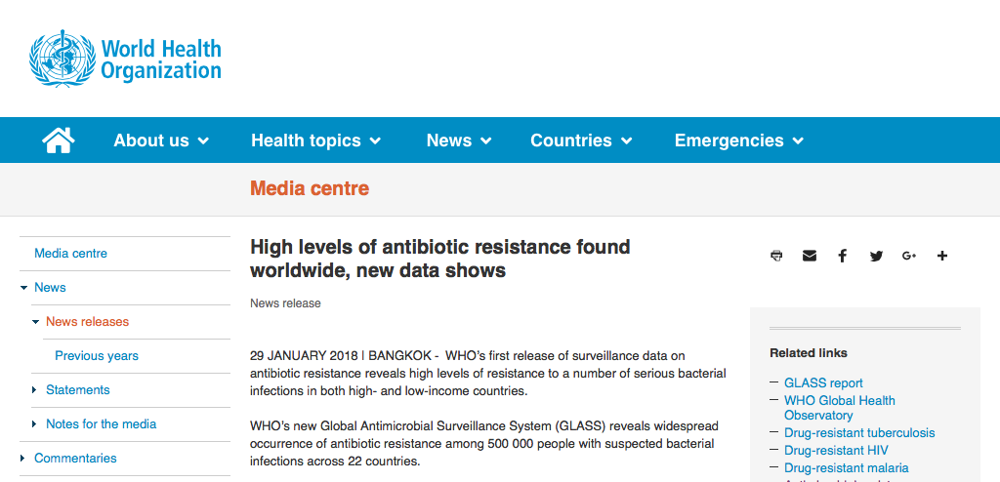 World Health
Organization
About us
Health topics
News
Countries
Emergencies
Media centre
Media centre
News
News releases
Previous years
Statements
Notes for the media
Commentaries
High levels of antibiotic resistance found
worldwide, new data shows
News release
29 JANUARY 2018 | BANGKOK - WHO's first release of surveillance data on
antibiotic resistance reveals high levels of resistance to a number of serious bacterial
infections in both high- and low-income countries.
WHO's new Global Antimicrobial Surveillance System (GLASS) reveals widespread
occurrence of antibiotic resistance among 500 000 people with suspected bacterial
infections across 22 countries.
G+
Related links
GLASS report
WHO Global Health
Observatory
Drug-resistant tuberculosis
Drug-resistant HIV
Drug-resistant malaria